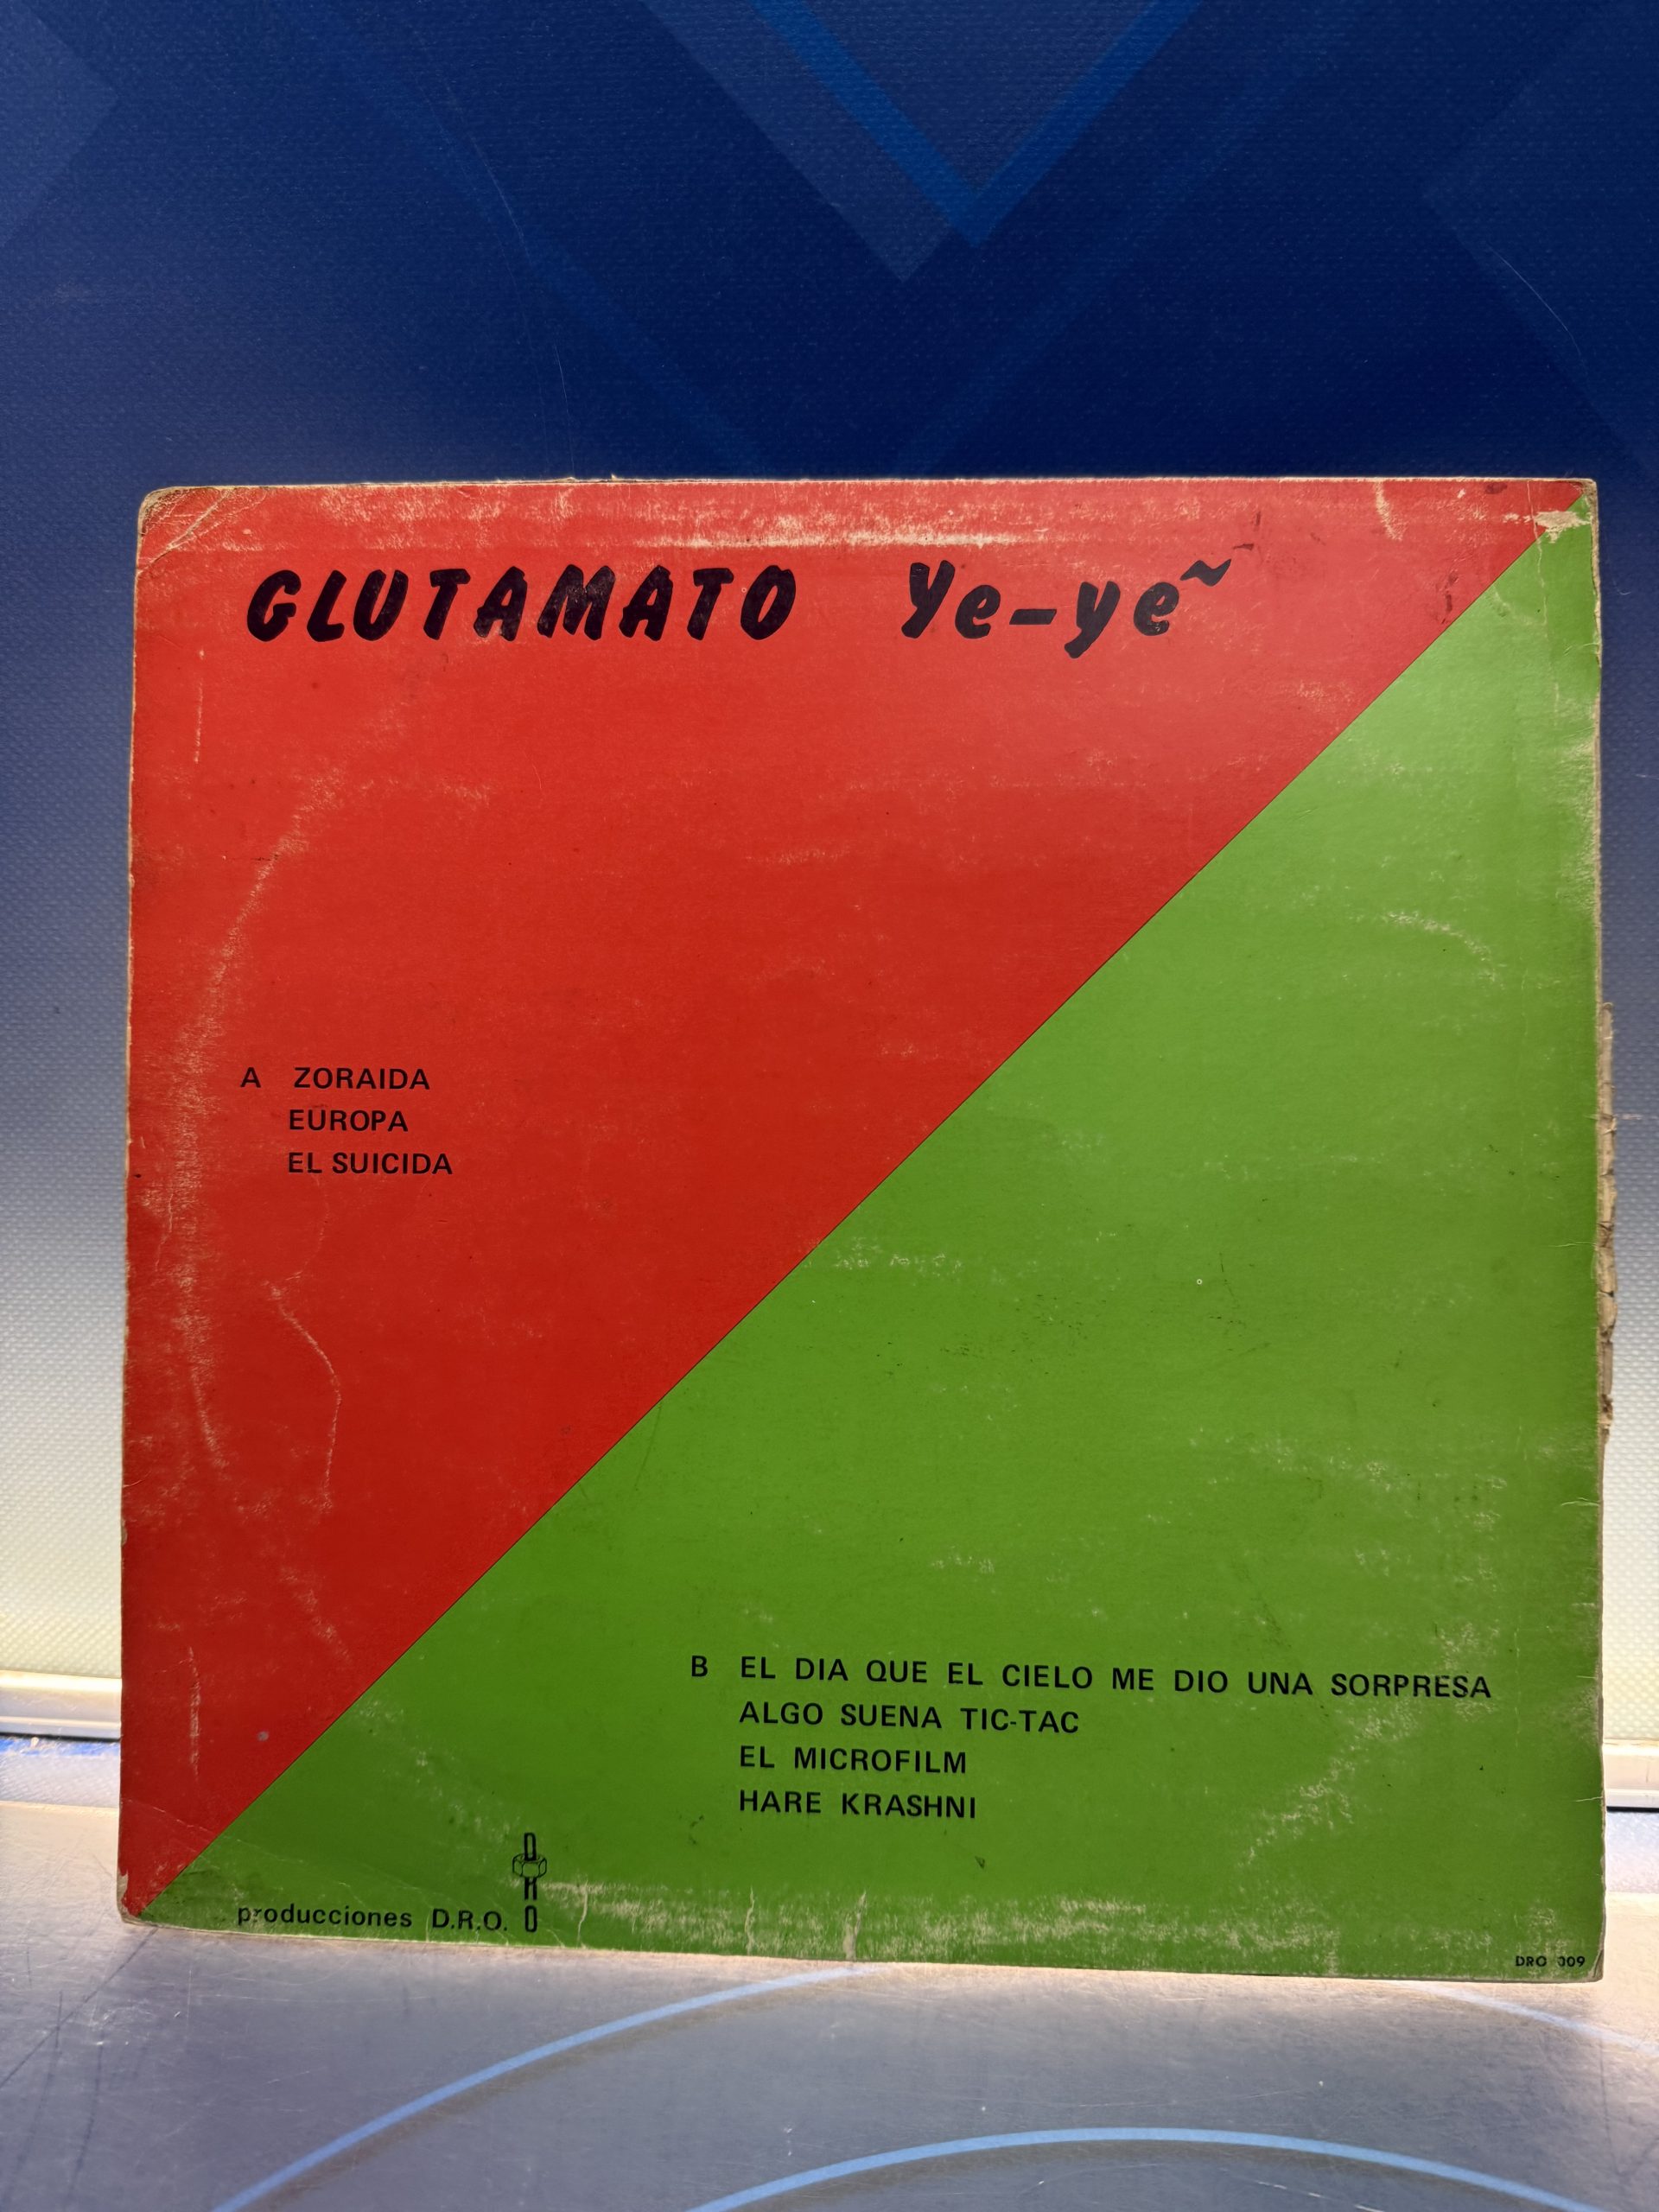 GLUTAMATO Ye-ye~
A ZORAIDA
EUROPA
EL SUICIDA
B EL DIA QUE EL CIELO ME DIO UNA SORPRESA
ALGO SUENA TIC-TAC
EL MICROFILM
HARE KRASHNI
producciones D.R.O. DRO
DRO 009